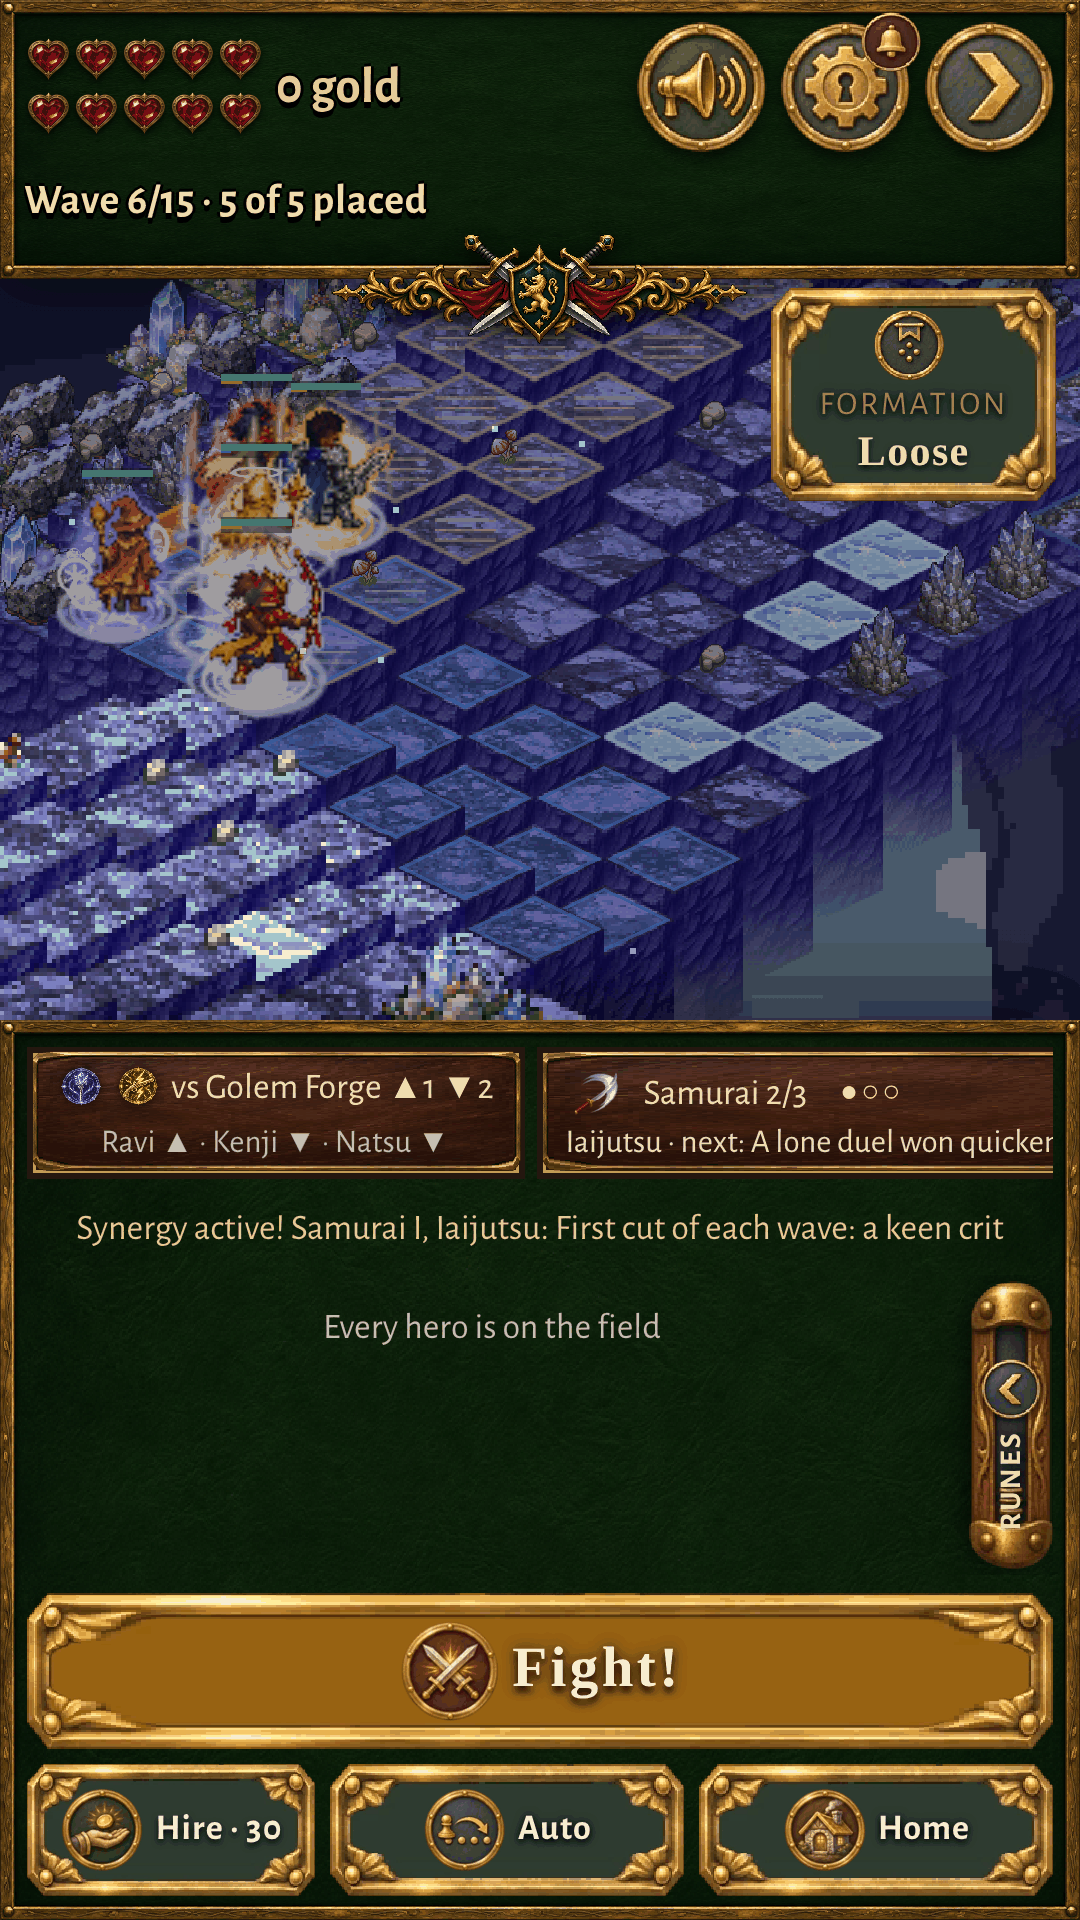 0 gold
Wave 6/15 · 5 of 5 placed
FORMATION
Loose
vs Golem Forge ▲1 ▼2
Ravi ▲ · Kenji ▼ · Natsu ▼
Samurai 2/3 ●○○
Iaijutsu · next: A lone duel won quicken
Synergy active! Samurai I, Iaijutsu: First cut of each wave: a keen crit
Every hero is on the field
RUNES
Fight!
Hire · 30
Auto
Home